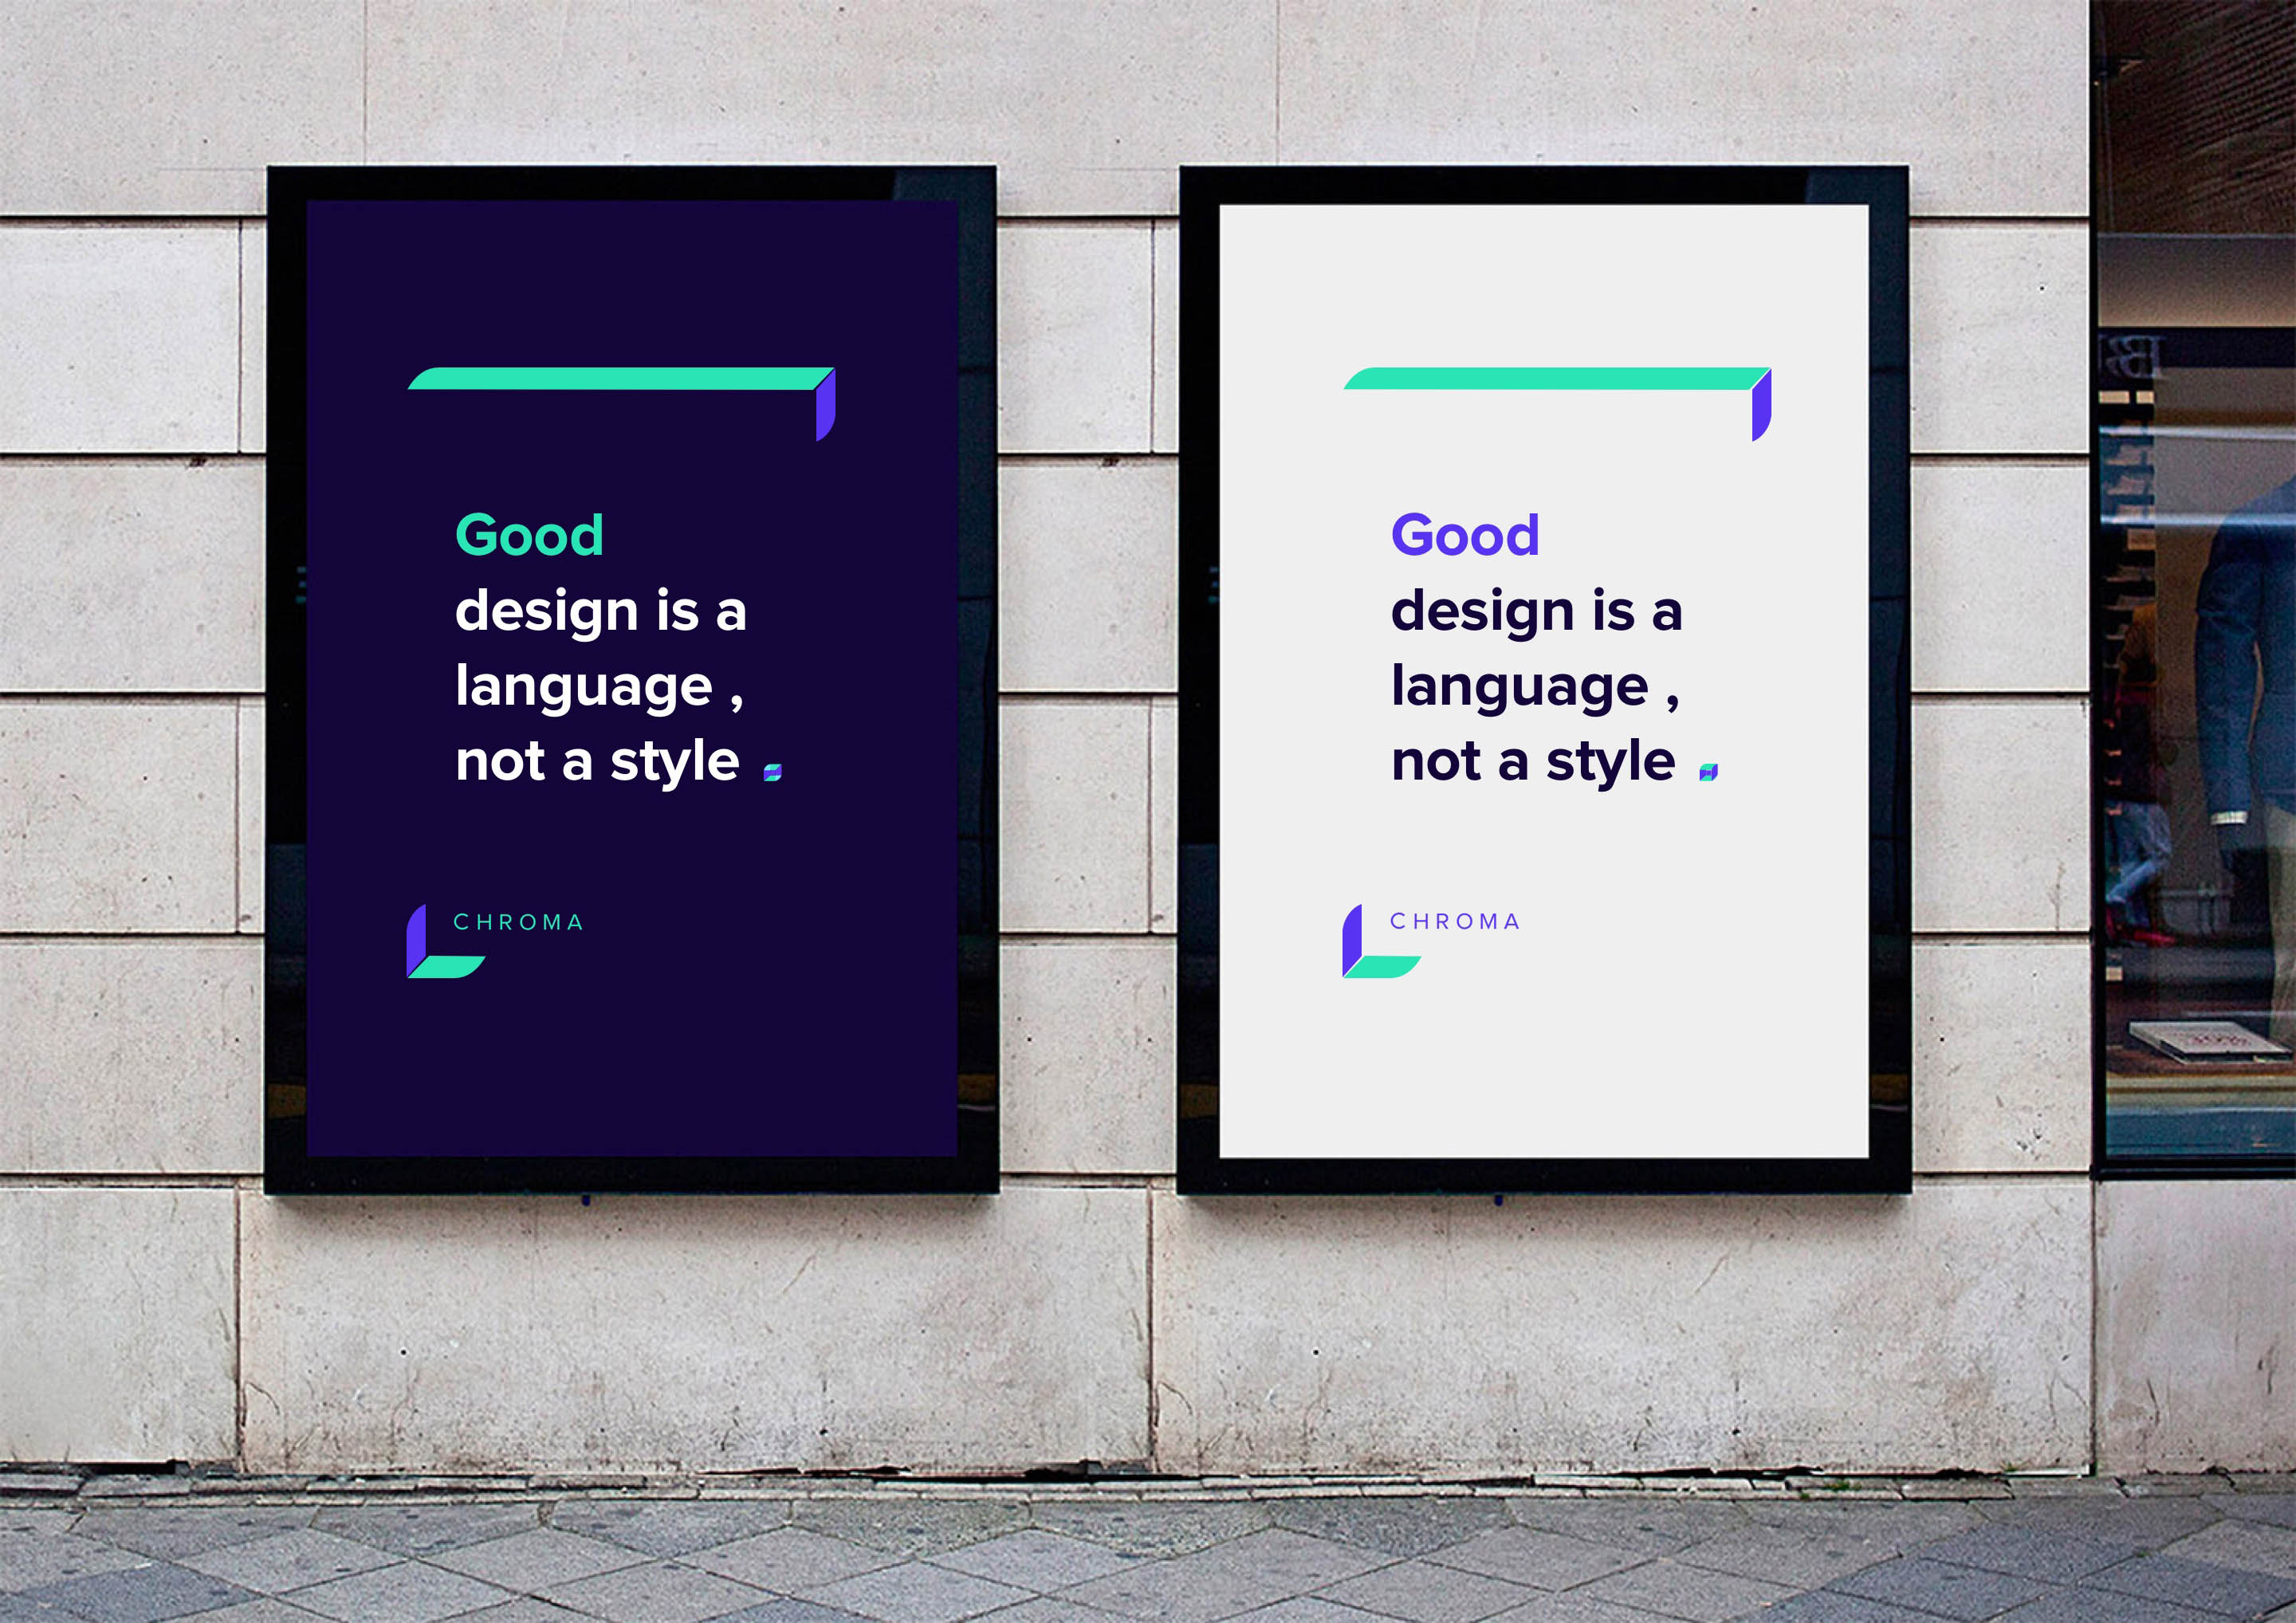 Good
design is a
language ,
not a style
CHROMA
Good
design is a
language ,
not a style
CHROMA